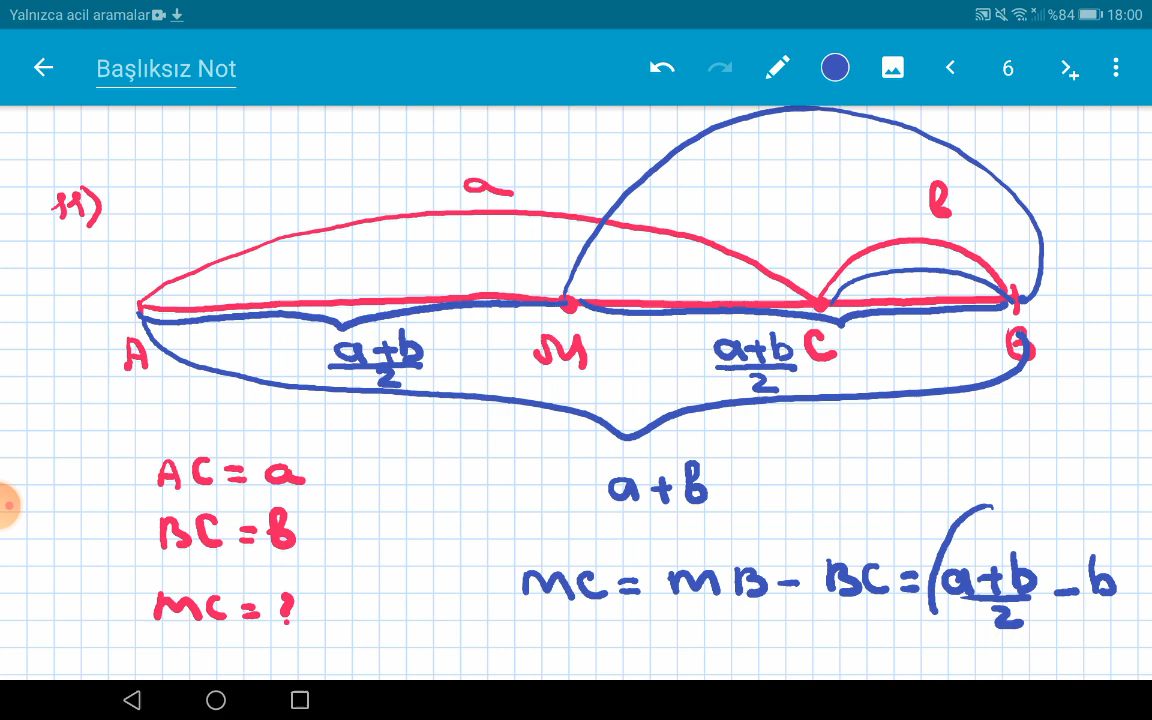 Yalnızca acil aramalar %84 18:00
Başlıksız Not 6
11)
a
b
A
a+b
2
M
a+b
2
C
B
a+b
AC = a
BC = b
MC = ?
MC = MB - BC = (a+b
2
- b